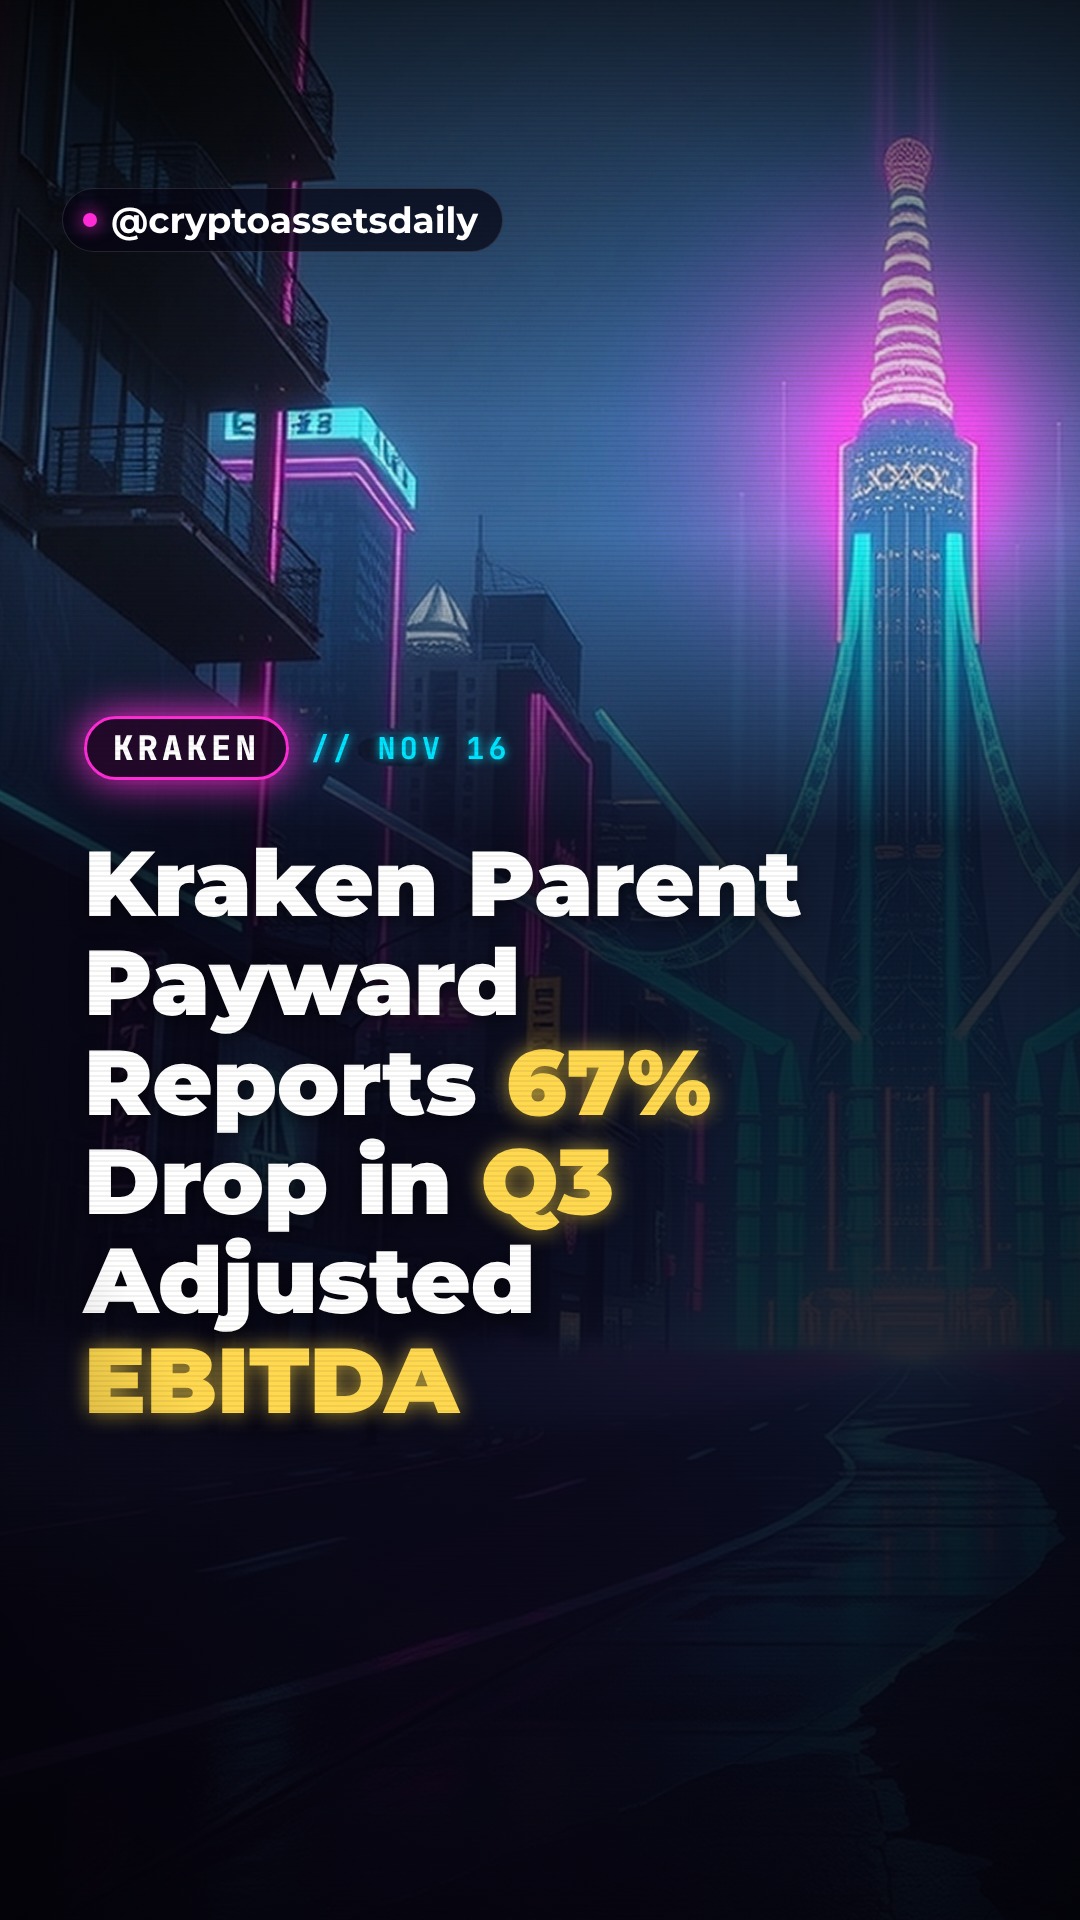 @cryptoassetsdaily
KRAKEN // NOV 16
Kraken Parent
Payward
Reports 67%
Drop in Q3
Adjusted
EBITDA